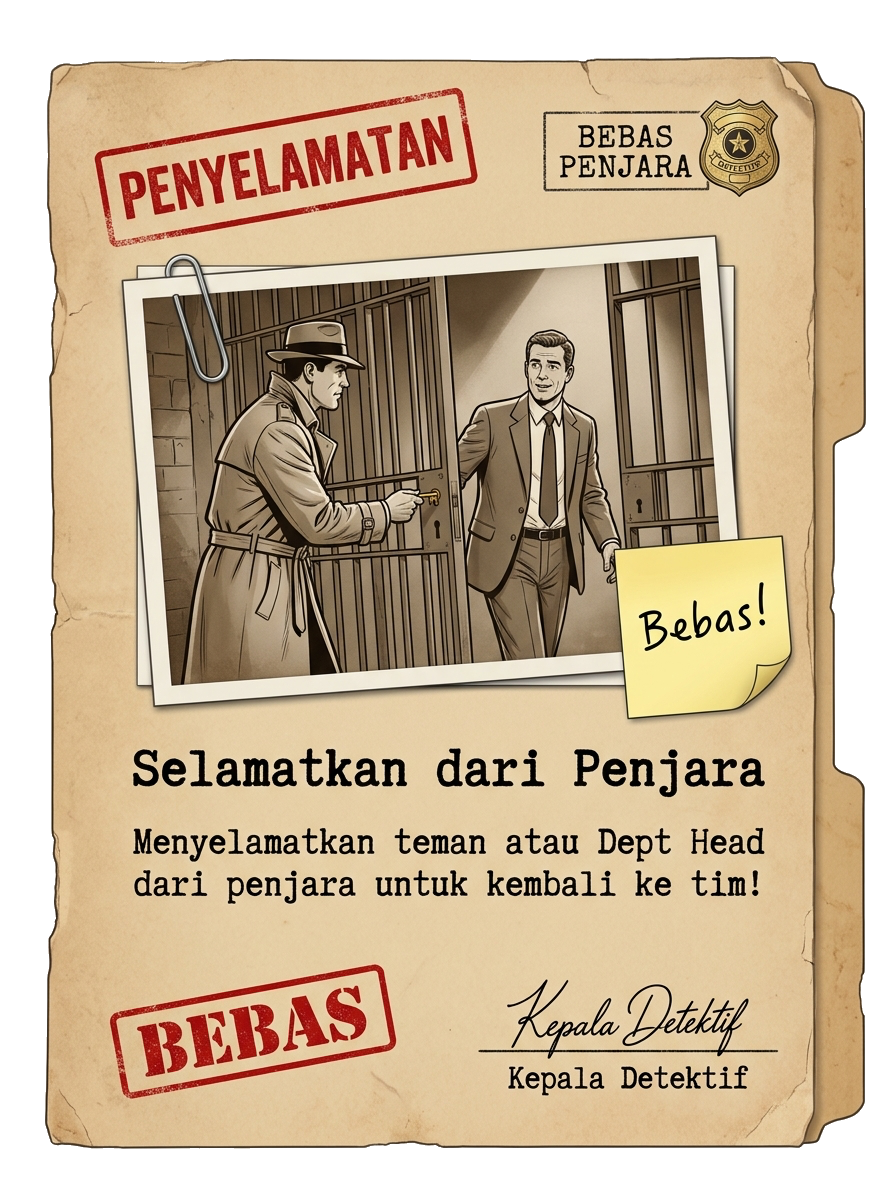 PENYELAMATAN
BEBAS
PENJARA
DETECTIVE
Bebas!
Selamatkan dari Penjara
Menyelamatkan teman atau Dept Head
dari penjara untuk kembali ke tim!
BEBAS
Kepala Detektif
Kepala Detektif